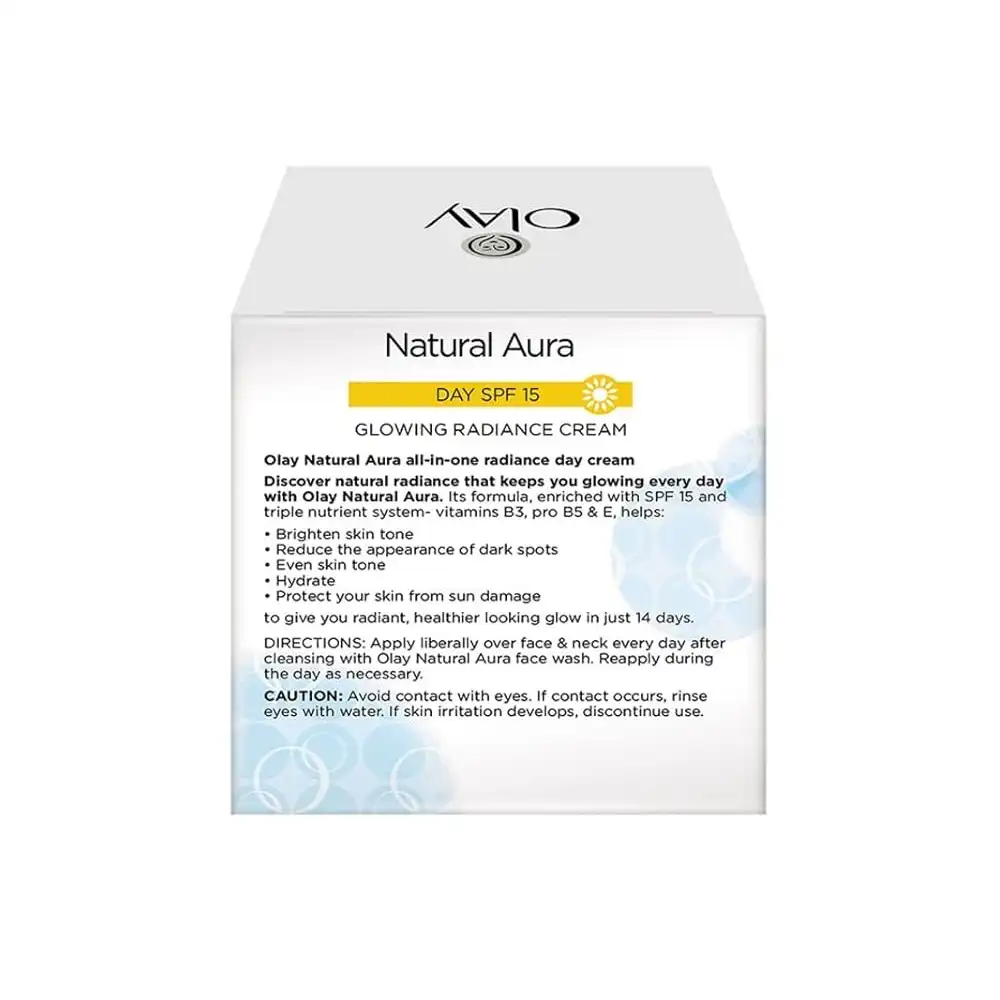 OLAY
Natural Aura
DAY SPF 15
GLOWING RADIANCE CREAM
Olay Natural Aura all-in-one radiance day cream
Discover natural radiance that keeps you glowing every day
with Olay Natural Aura. Its formula, enriched with SPF 15 and
triple nutrient system- vitamins B3, pro B5 & E, helps:
• Brighten skin tone
• Reduce the appearance of dark spots
• Even skin tone
• Hydrate
• Protect your skin from sun damage
to give you radiant, healthier looking glow in just 14 days.
DIRECTIONS: Apply liberally over face & neck every day after
cleansing with Olay Natural Aura face wash. Reapply during
the day as necessary.
CAUTION: Avoid contact with eyes. If contact occurs, rinse
eyes with water. If skin irritation develops, discontinue use.